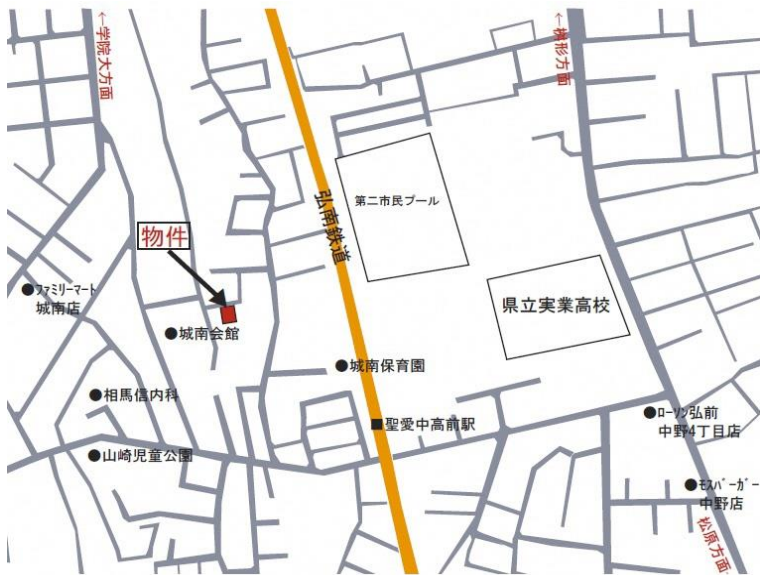 ←学院大方面
←桝形方面
第二市民プール
弘南鉄道
物件
●ファミリーマート
城南店
県立実業高校
●城南会館
●城南保育園
●相馬信内科
●ローソン弘前
中野4丁目店
■聖愛中高前駅
●山崎児童公園
●モスバーガー
中野店
松原方面→